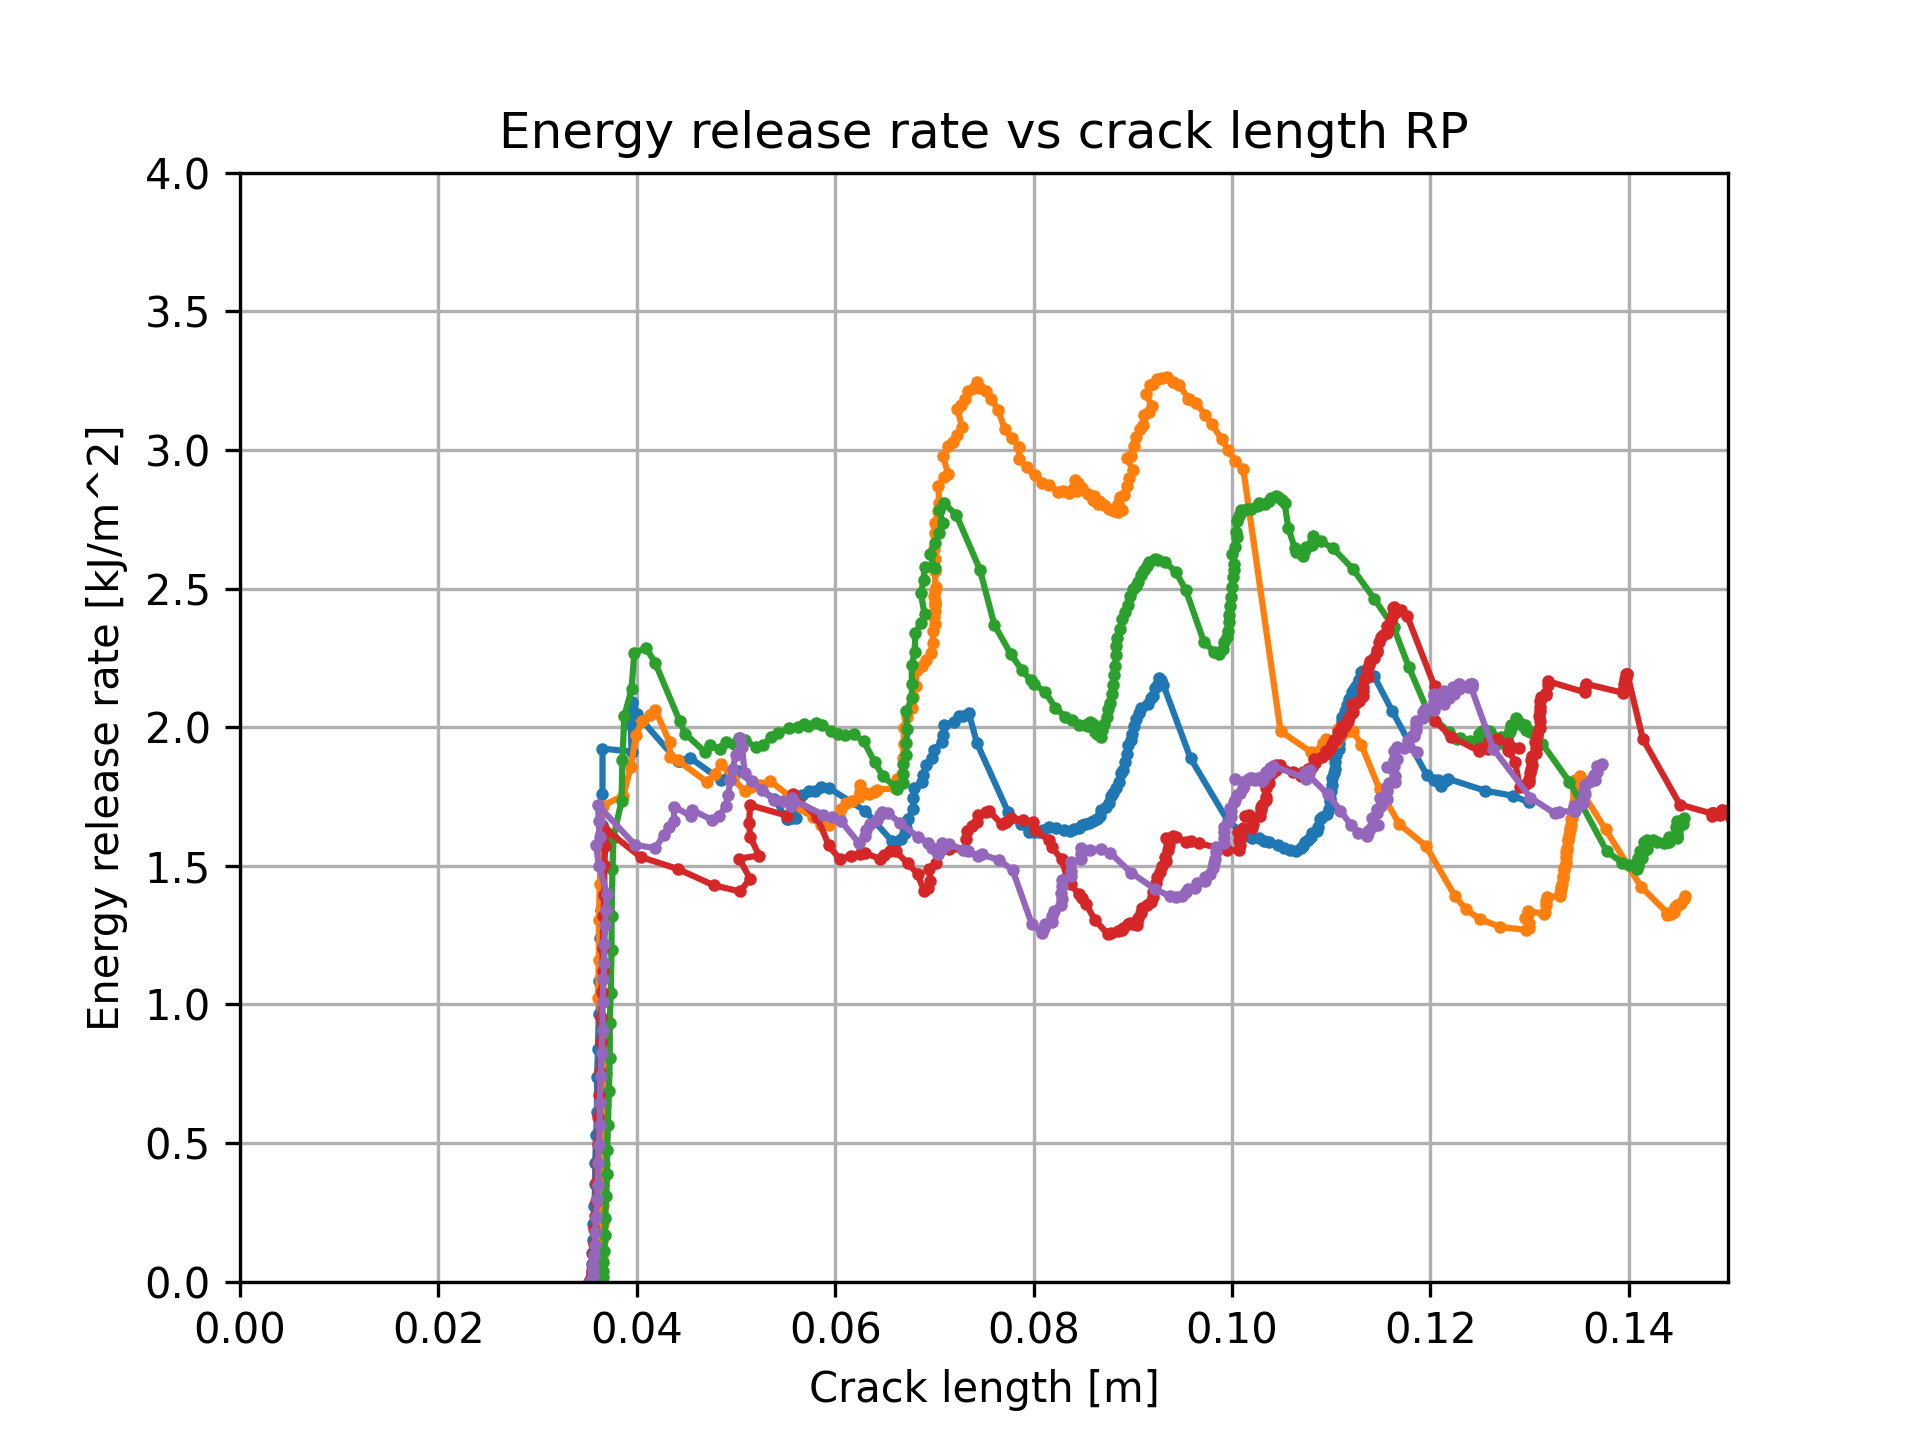 Energy release rate vs crack length RP
Energy release rate [kJ/m^2]
4.0
3.5
3.0
2.5
2.0
1.5
1.0
0.5
0.0
0.00 0.02 0.04 0.06 0.08 0.10 0.12 0.14
Crack length [m]